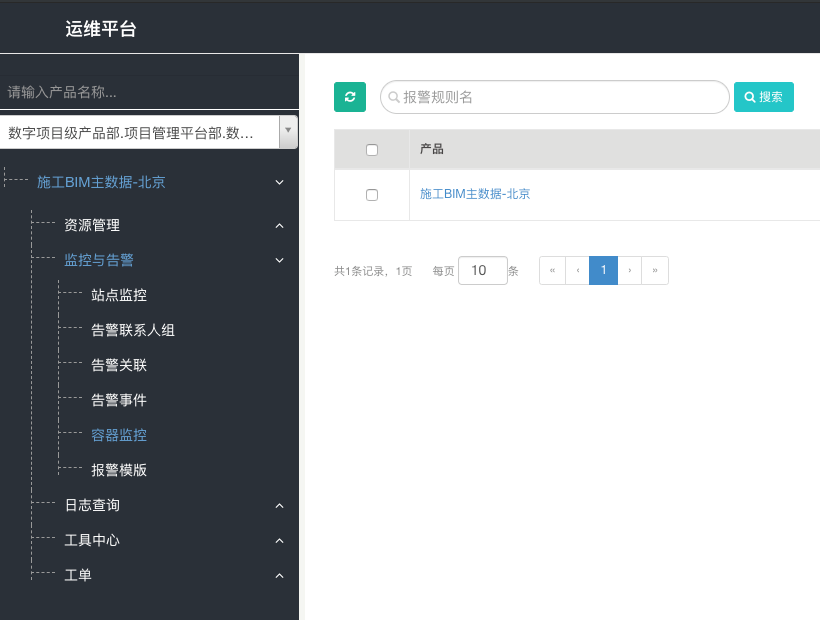 运维平台
请输入产品名称...
数字项目级产品部.项目管理平台部.数...
施工BIM主数据-北京
资源管理
监控与告警
站点监控
告警联系人组
告警关联
告警事件
容器监控
报警模版
日志查询
工具中心
工单
报警规则名
搜索
产品
施工BIM主数据-北京
共1条记录，1页 每页 10 条 « ‹ 1 › »